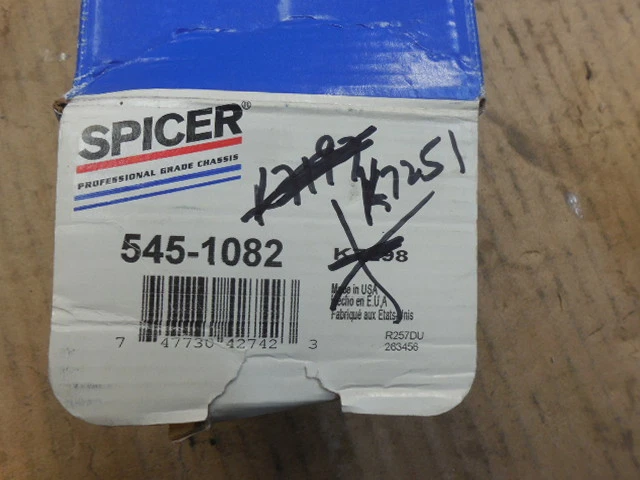 SPICER®
PROFESSIONAL GRADE CHASSIS
K7251
545-1082
Made in USA
Hecho en E.U.A
Fabriqué aux Etats-Unis
7 47730 42742 3
R257DU
263456